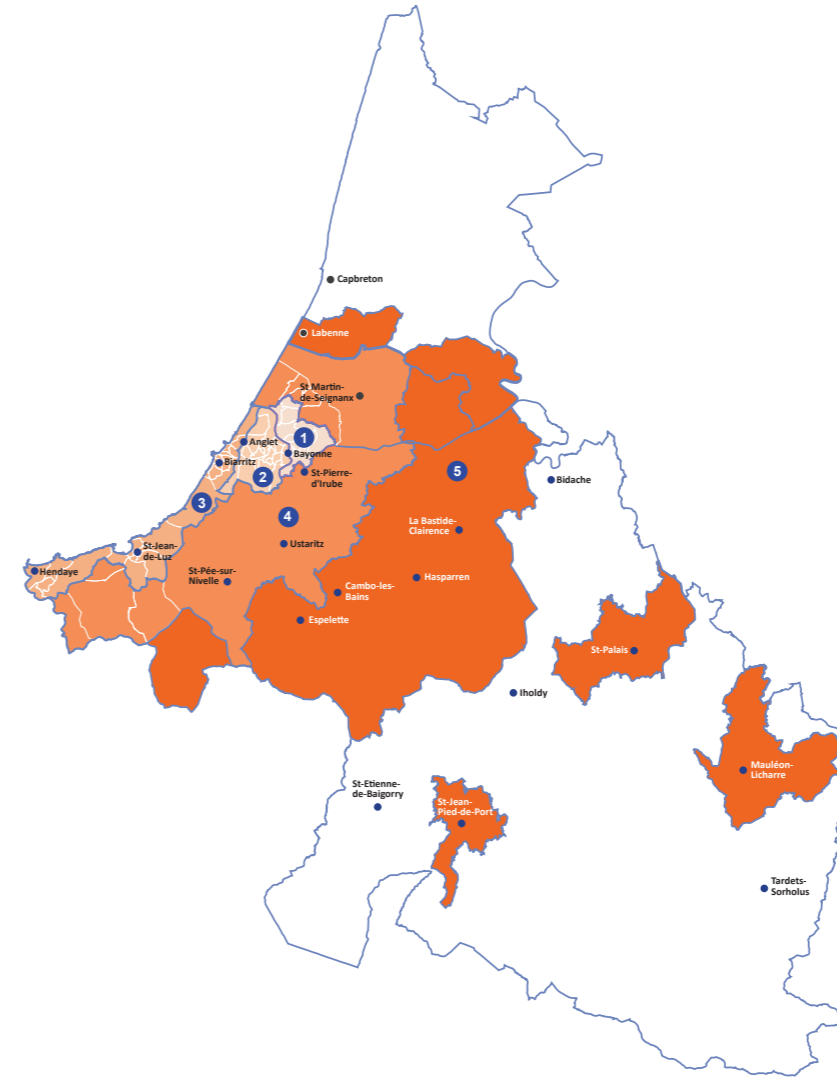 Capbreton
Labenne
St Martin-
de-Seignanx
1
Anglet
Bayonne
Biarritz
2
St-Pierre-
d'Irube
5
Bidache
3
4
La Bastide-
Clairence
St-Jean-
de-Luz
Ustaritz
Hendaye
St-Pée-sur-
Nivelle
Hasparren
Cambo-les-
Bains
Espelette
St-Palais
Iholdy
Mauléon-
Licharre
St-Etienne-
de-Baigorry
St-Jean-
Pied-de-Port
Tardets-
Sorholus